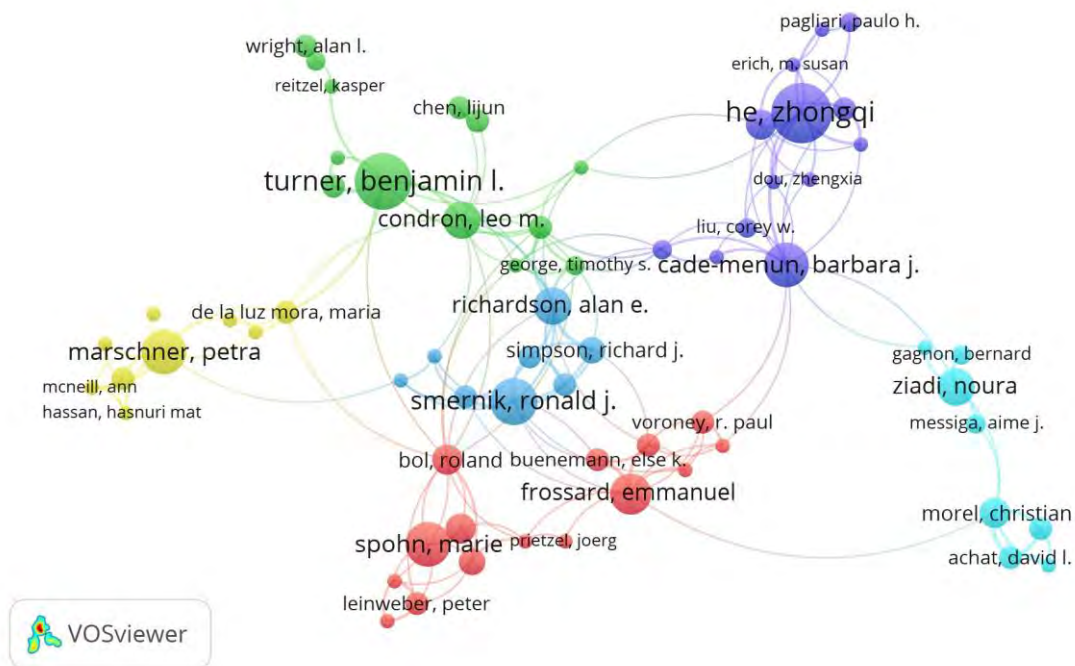 pagliari, paulo h.
wright, alan l.
erich, m. susan
reitzel, kasper
chen, lijun
he, zhongqi
turner, benjamin l.
dou, zhengxia
condron, leo m.
liu, corey w.
george, timothy s.
cade-menun, barbara j.
richardson, alan e.
de la luz mora, maria
simpson, richard j.
marschner, petra
gagnon, bernard
mcneill, ann
ziadi, noura
smernik, ronald j.
hassan, hasnuri mat
messiga, aime j.
voroney, r. paul
bol, roland
buenemann, else k.
frossard, emmanuel
morel, christian
spohn, marie
prietzel, joerg
achat, david l.
leinweber, peter
VOSviewer